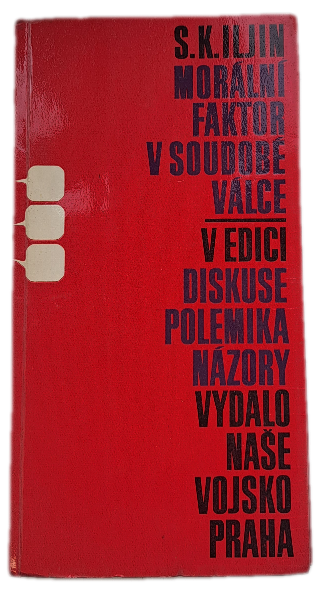 S.K.ILJIN
MORÁLNÍ
FAKTOR
V SOUDOBÉ
VÁLCE
V EDICI
DISKUSE
POLEMIKA
NÁZORY
VYDALO
NAŠE
VOJSKO
PRAHA